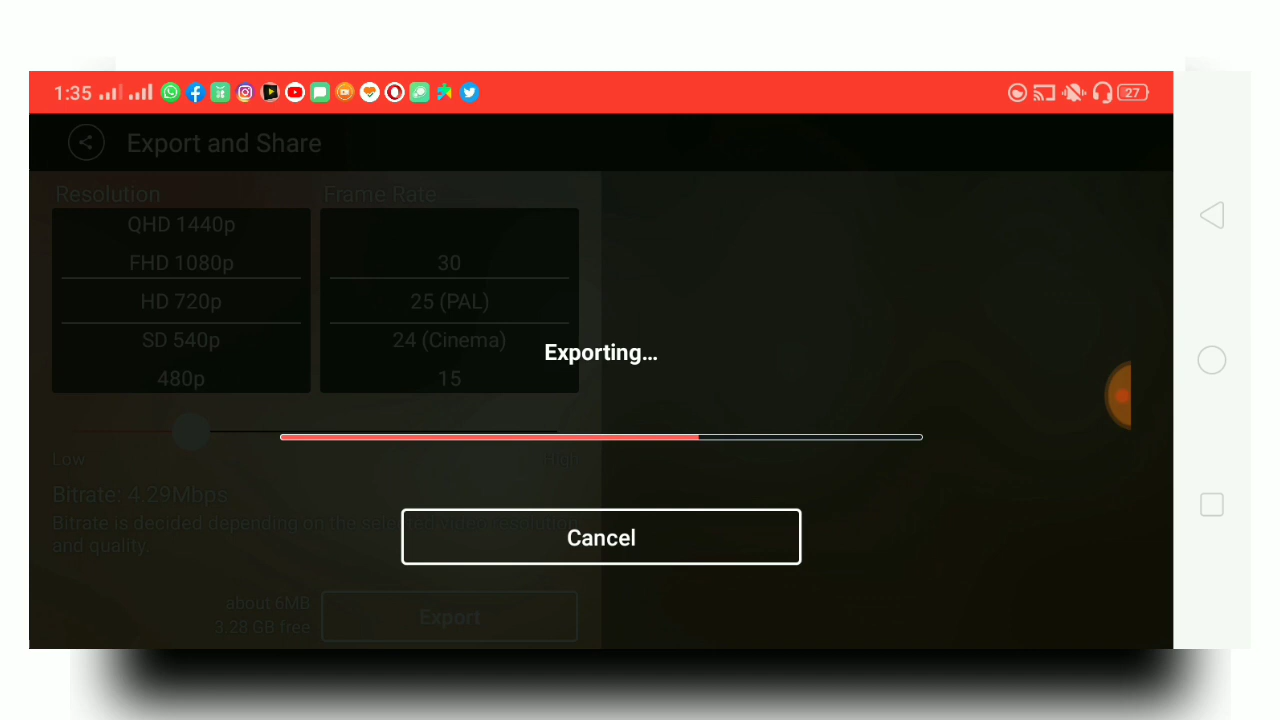 1:35
27
Export and Share
Resolution
Frame Rate
QHD 1440p
FHD 1080p
30
HD 720p
25 (PAL)
SD 540p
24 (Cinema)
Exporting...
480p
15
Low
High
Bitrate: 4.29Mbps
Bitrate is decided depending on the selected video resolution
and quality.
Cancel
about 6MB
3.28 GB free
Export